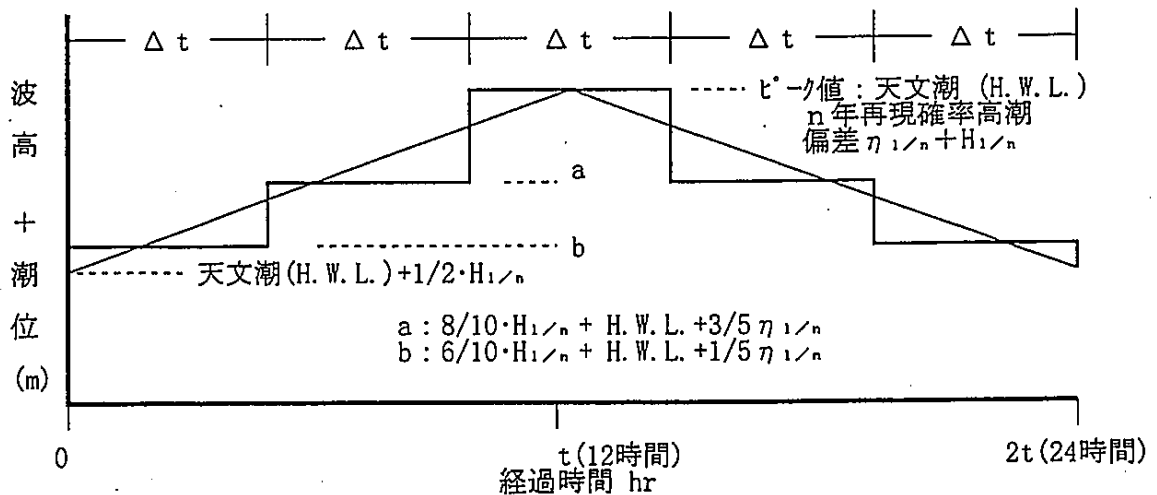 Δt Δt Δt Δt Δt
波高+潮位(m)
ピーク値:天文潮 (H.W.L.)
n年再現確率高潮
偏差η1/n+H1/n
a
b
天文潮(H.W.L.)+1/2·H1/n
a:8/10·H1/n+ H.W.L.+3/5η1/n
b:6/10·H1/n+ H.W.L.+1/5η1/n
0 t(12時間) 2t(24時間)
経過時間 hr